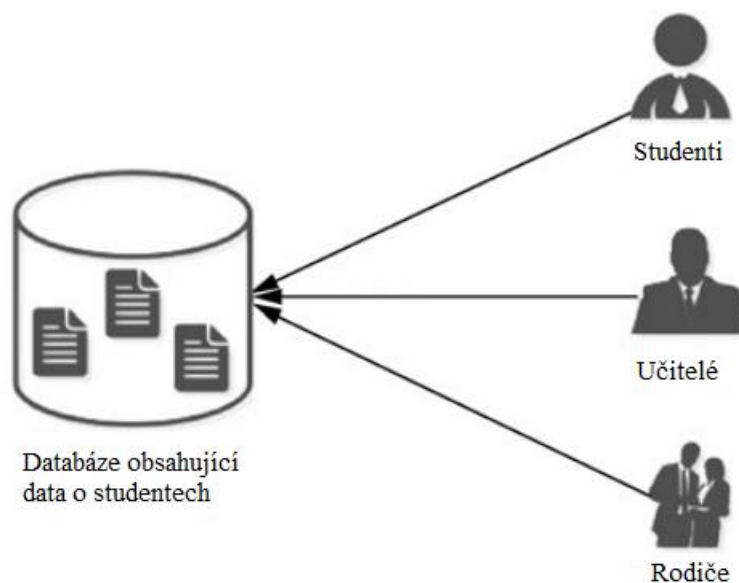 Studenti
Učitelé
Databáze obsahující
data o studentech
Rodiče